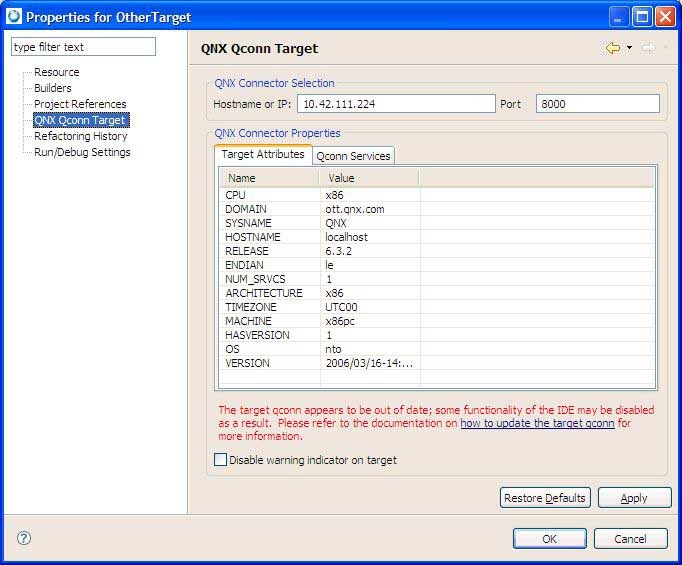 Properties for OtherTarget
type filter text
Resource
Builders
Project References
QNX Qconn Target
Refactoring History
Run/Debug Settings
QNX Qconn Target
QNX Connector Selection
Hostname or IP: 10.42.111.224 Port 8000
QNX Connector Properties
Target Attributes Qconn Services
Name Value
CPU x86
DOMAIN ott.qnx.com
SYSNAME QNX
HOSTNAME localhost
RELEASE 6.3.2
ENDIAN le
NUM_SRVCS 1
ARCHITECTURE x86
TIMEZONE UTC00
MACHINE x86pc
HASVERSION 1
OS nto
VERSION 2006/03/16-14:...
The target qconn appears to be out of date; some functionality of the IDE may be disabled
as a result. Please refer to the documentation on how to update the target qconn for
more information.
Disable warning indicator on target
Restore Defaults Apply
? OK Cancel